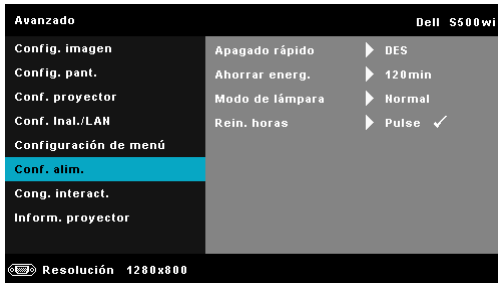 Avanzado Dell S500wi
Config. imagen
Config. pant.
Conf. proyector
Conf. Inal./LAN
Configuración de menú
Conf. alim.
Cong. interact.
Inform. proyector
Apagado rápido DES
Ahorrar energ. 120min
Modo de lámpara Normal
Rein. horas Pulse ✓
Resolución 1280x800